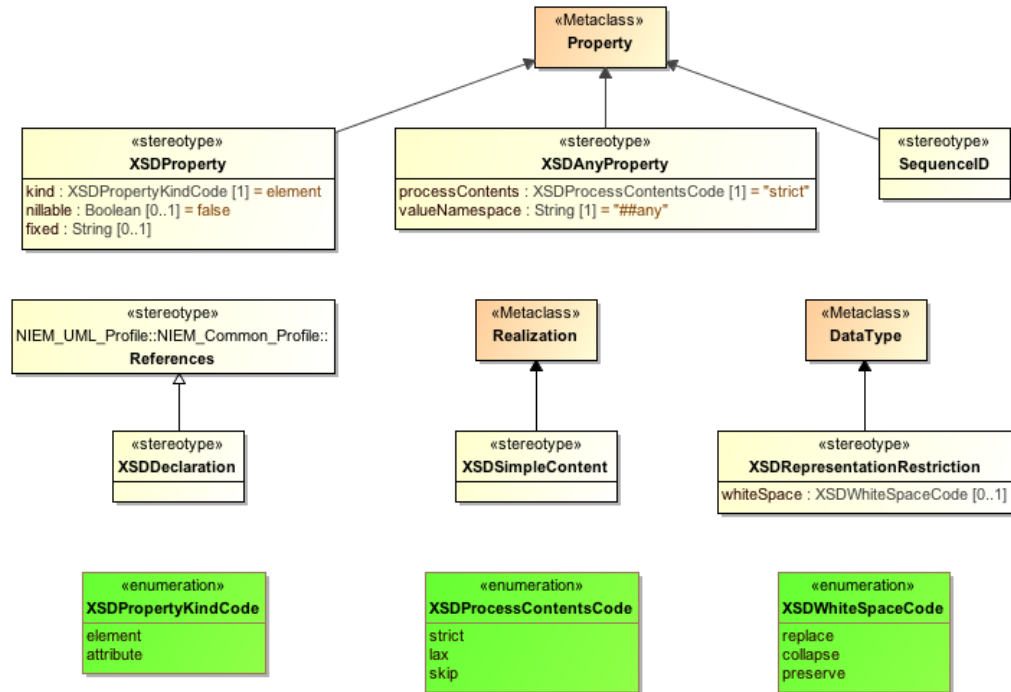 «Metaclass»
Property
«stereotype»
XSDProperty
kind : XSDPropertyKindCode [1] = element
nillable : Boolean [0..1] = false
fixed : String [0..1]
«stereotype»
XSDAnyProperty
processContents : XSDProcessContentsCode [1] = "strict"
valueNamespace : String [1] = "##any"
«stereotype»
SequenceID
«stereotype»
NIEM_UML_Profile::NIEM_Common_Profile::
References
«Metaclass»
Realization
«Metaclass»
DataType
«stereotype»
XSDDeclaration
«stereotype»
XSDSimpleContent
«stereotype»
XSDRepresentationRestriction
whiteSpace : XSDWhiteSpaceCode [0..1]
«enumeration»
XSDPropertyKindCode
element
attribute
«enumeration»
XSDProcessContentsCode
strict
lax
skip
«enumeration»
XSDWhiteSpaceCode
replace
collapse
preserve